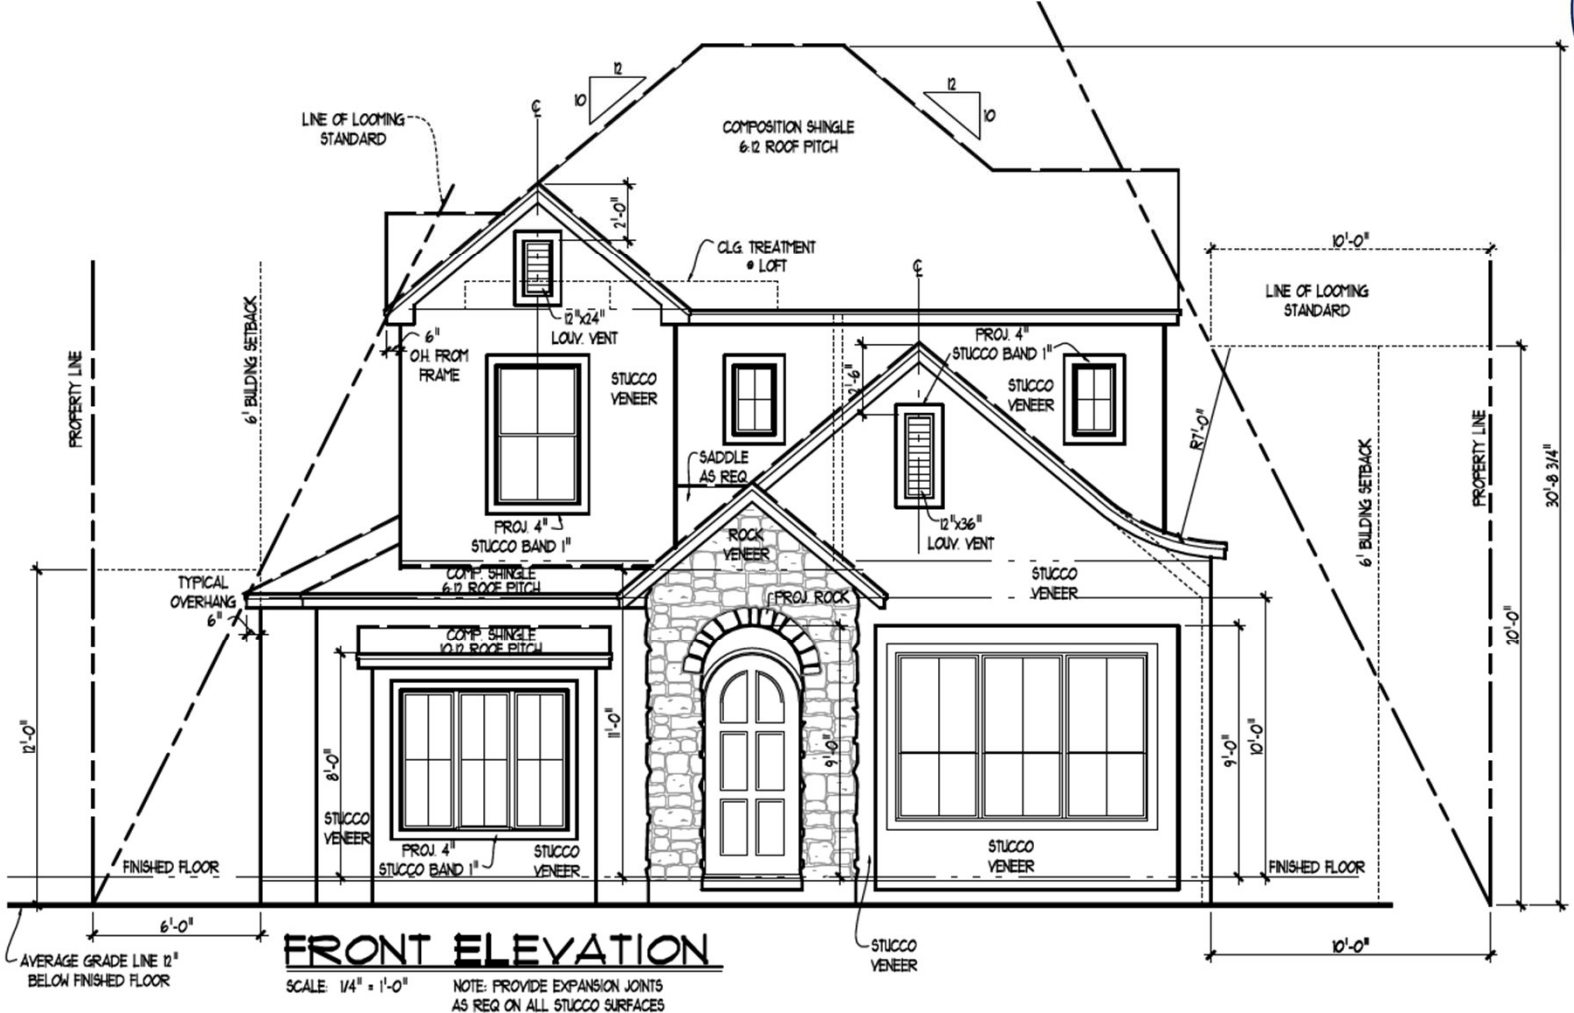 12
10
LINE OF LOOMING
STANDARD
℄
12
10
COMPOSITION SHINGLE
6:12 ROOF PITCH
2'-0"
CLG. TREATMENT
@ LOFT
℄
10'-0"
LINE OF LOOMING
STANDARD
PROPERTY LINE
6' BUILDING SETBACK
12"x24"
LOUV. VENT
6"
O.H. FROM
FRAME
STUCCO
VENEER
PROJ. 4"
STUCCO BAND 1"
2'-6"
STUCCO
VENEER
R7'-0"
6' BULDING SETBACK
PROPERTY LINE
30'-8 3/4"
SADDLE
AS REQ.
PROJ. 4"
STUCCO BAND 1"
ROCK
VENEER
12"x36"
LOUV. VENT
TYPICAL
OVERHANG
6"
COMP. SHINGLE
6:12 ROOF PITCH
PROJ. ROCK
STUCCO
VENEER
COMP. SHINGLE
10:12 ROOF PITCH
12'-0"
8'-0"
11'-0"
9'-0"
9'-0"
10'-0"
20'-0"
STUCCO
VENEER
PROJ. 4"
STUCCO BAND 1"
STUCCO
VENEER
STUCCO
VENEER
FINISHED FLOOR
FINISHED FLOOR
6'-0"
10'-0"
AVERAGE GRADE LINE 12"
BELOW FINISHED FLOOR
FRONT ELEVATION
SCALE: 1/4" = 1'-0"
NOTE: PROVIDE EXPANSION JOINTS
AS REQ ON ALL STUCCO SURFACES
STUCCO
VENEER